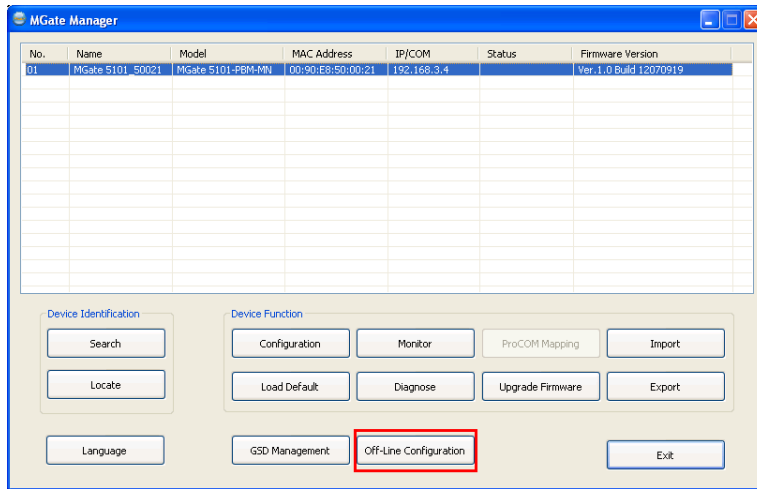 MGate Manager
No. Name Model MAC Address IP/COM Status Firmware Version
01 MGate 5101_50021 MGate 5101-PBM-MN 00:90:E8:50:00:21 192.168.3.4 Ver.1.0 Build 12070919
Device Identification Device Function
Search Configuration Monitor ProCOM Mapping Import
Locate Load Default Diagnose Upgrade Firmware Export
Language GSD Management Off-Line Configuration Exit